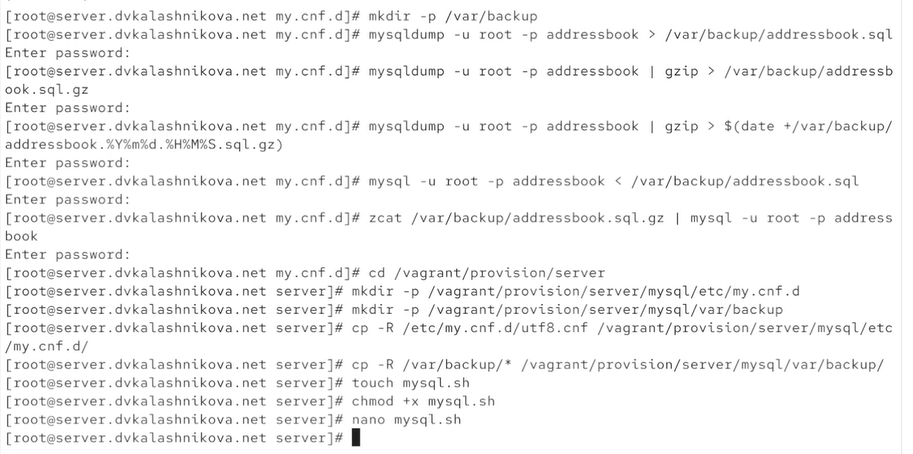 [root@server.dvkalashnikova.net my.cnf.d]# mkdir -p /var/backup
[root@server.dvkalashnikova.net my.cnf.d]# mysqldump -u root -p addressbook > /var/backup/addressbook.sql
Enter password:
[root@server.dvkalashnikova.net my.cnf.d]# mysqldump -u root -p addressbook | gzip > /var/backup/addressb
ook.sql.gz
Enter password:
[root@server.dvkalashnikova.net my.cnf.d]# mysqldump -u root -p addressbook | gzip > $(date +/var/backup/
addressbook.%Y%m%d.%H%M%S.sql.gz)
Enter password:
[root@server.dvkalashnikova.net my.cnf.d]# mysql -u root -p addressbook < /var/backup/addressbook.sql
Enter password:
[root@server.dvkalashnikova.net my.cnf.d]# zcat /var/backup/addressbook.sql.gz | mysql -u root -p address
book
Enter password:
[root@server.dvkalashnikova.net my.cnf.d]# cd /vagrant/provision/server
[root@server.dvkalashnikova.net server]# mkdir -p /vagrant/provision/server/mysql/etc/my.cnf.d
[root@server.dvkalashnikova.net server]# mkdir -p /vagrant/provision/server/mysql/var/backup
[root@server.dvkalashnikova.net server]# cp -R /etc/my.cnf.d/utf8.cnf /vagrant/provision/server/mysql/etc
/my.cnf.d/
[root@server.dvkalashnikova.net server]# cp -R /var/backup/* /vagrant/provision/server/mysql/var/backup/
[root@server.dvkalashnikova.net server]# touch mysql.sh
[root@server.dvkalashnikova.net server]# chmod +x mysql.sh
[root@server.dvkalashnikova.net server]# nano mysql.sh
[root@server.dvkalashnikova.net server]#